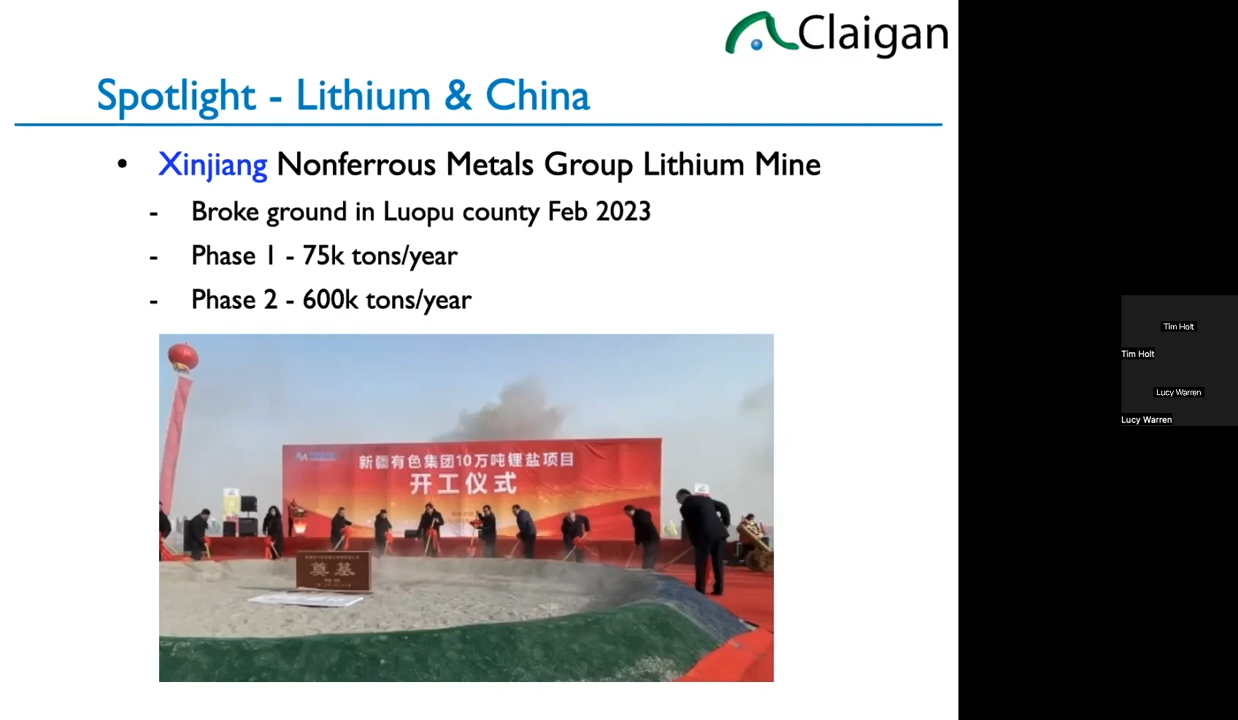 Claigan
Spotlight - Lithium & China
• Xinjiang Nonferrous Metals Group Lithium Mine
- Broke ground in Luopu county Feb 2023
- Phase 1 - 75k tons/year
- Phase 2 - 600k tons/year
新疆有色集团10万吨锂盐项目
开工仪式
奠基
Tim Holt
Tim Holt
Lucy Warren
Lucy Warren